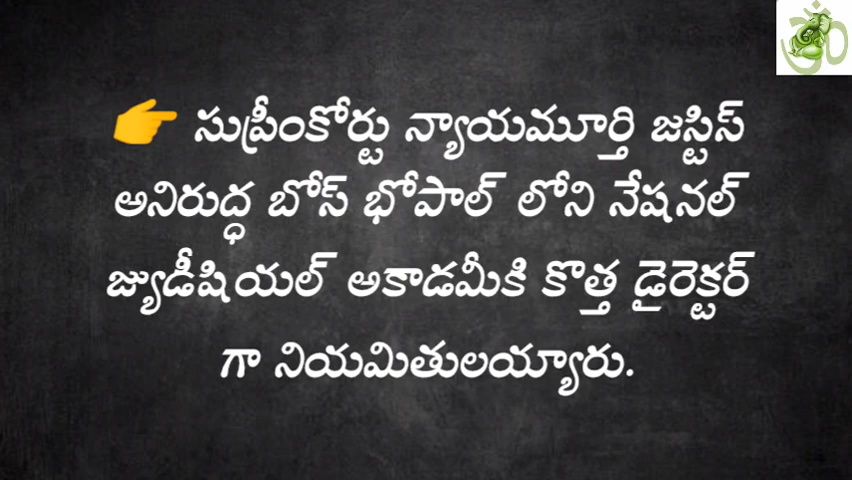 👉 సుప్రీంకోర్టు న్యాయమూర్తి జస్టిస్
అనిరుద్ధ బోస్ భోపాల్ లోని నేషనల్
జ్యుడీషియల్ అకాడమీకి కొత్త డైరెక్టర్
గా నియమితులయ్యారు.